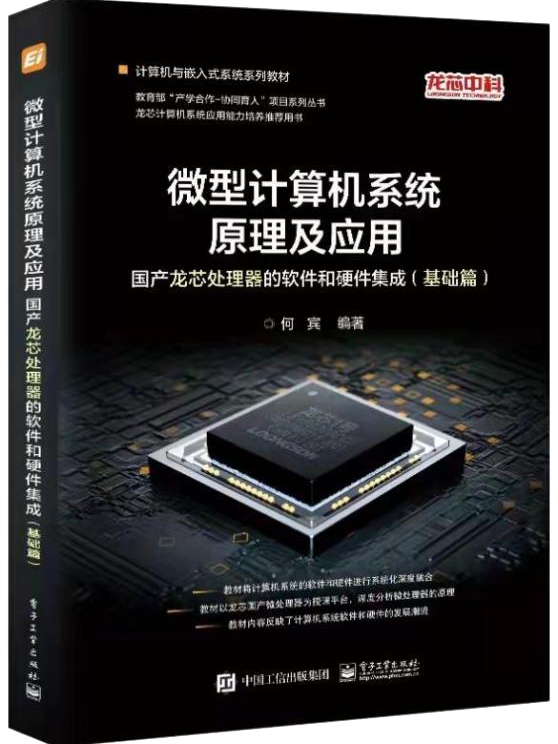 Ei
微型计算机系统原理及应用 国产龙芯处理器的软件和硬件集成（基础篇）
电子工业出版社
计算机与嵌入式系统系列教材
教育部“产学合作-协同育人”项目系列丛书
龙芯计算机系统应用能力培养推荐用书
龙芯中科
LOONGSON TECHNOLOGY
微型计算机系统
原理及应用
国产龙芯处理器的软件和硬件集成（基础篇）
何 宾 编著
LOONGSON
教材将计算机系统的软件和硬件进行系统化深度融合
教材以龙芯国产微处理器为授课平台，深度分析微处理器的原理
教材内容反映了计算机系统软件和硬件的发展潮流
中国工信出版集团
电子工业出版社